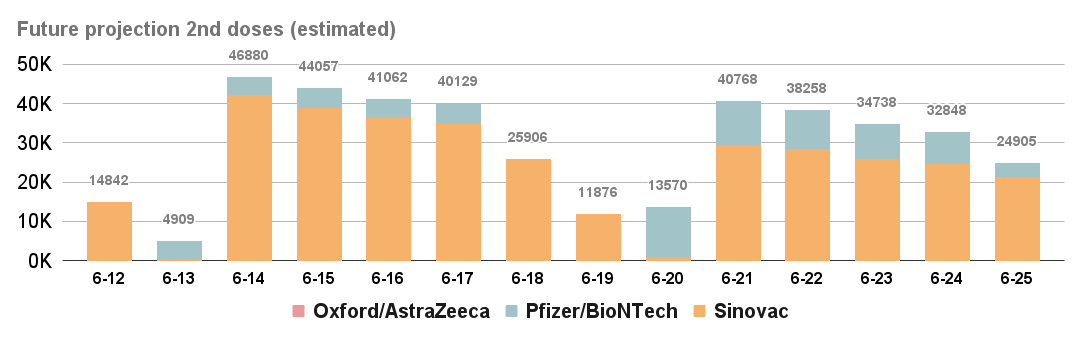 Future projection 2nd doses (estimated)
50K
40K
30K
20K
10K
0K
14842
4909
46880
44057
41062
40129
25906
11876
13570
40768
38258
34738
32848
24905
6-12 6-13 6-14 6-15 6-16 6-17 6-18 6-19 6-20 6-21 6-22 6-23 6-24 6-25
Oxford/AstraZeeca Pfizer/BioNTech Sinovac